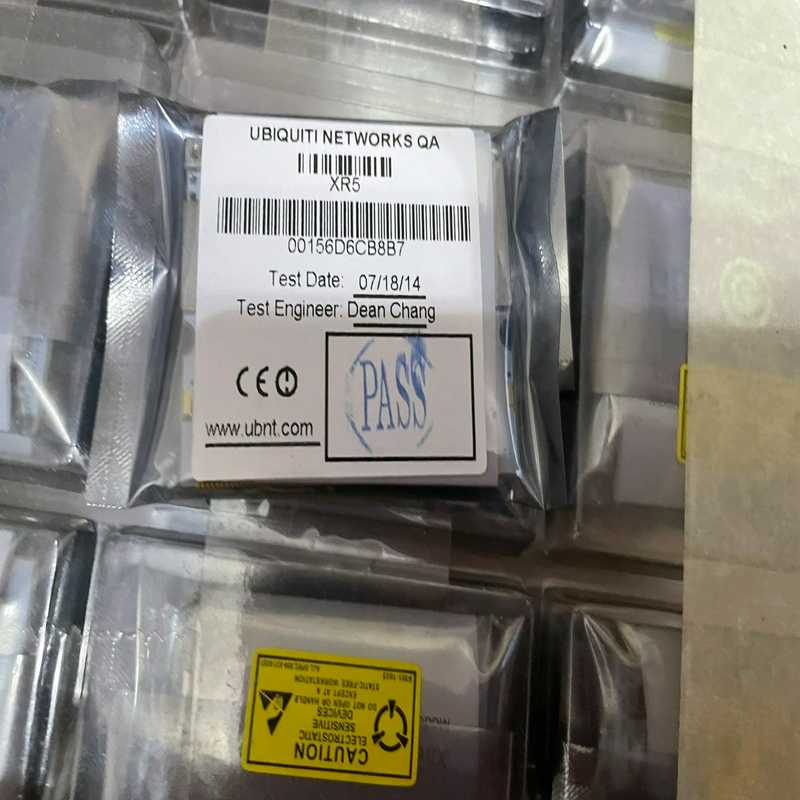 UBIQUITI NETWORKS QA
XR5
00156D6CB8B7
Test Date: 07/18/14
Test Engineer: Dean Chang
CE
PASS
www.ubnt.com
CAUTION
ELECTROSTATIC
SENSITIVE
DEVICES
DO NOT OPEN OR HANDLE
EXCEPT AT A
STATIC-FREE WORKSTATION